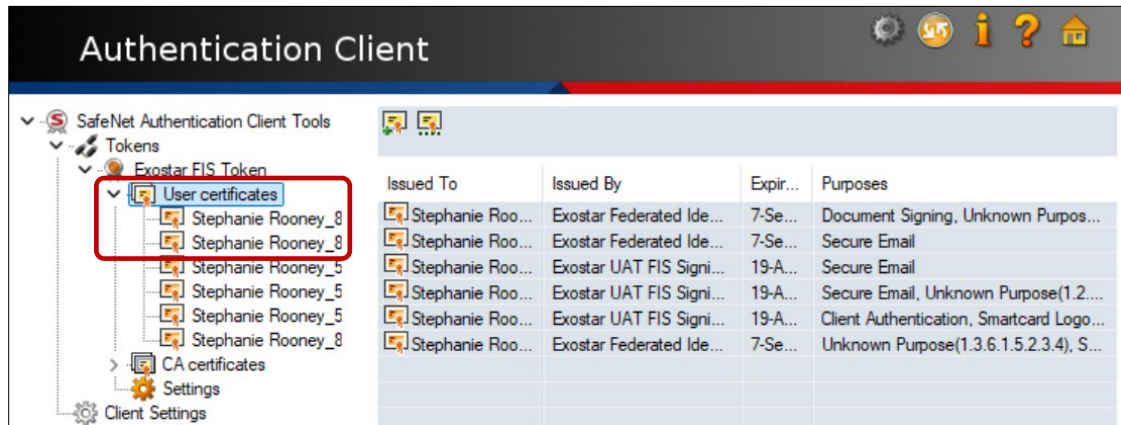 Authentication Client
SafeNet Authentication Client Tools
Tokens
Exostar FIS Token
User certificates
Stephanie Rooney_8
Stephanie Rooney_8
Stephanie Rooney_5
Stephanie Rooney_5
Stephanie Rooney_5
Stephanie Rooney_8
CA certificates
Settings
Client Settings
Issued To Issued By Expir... Purposes
Stephanie Roo... Exostar Federated Ide... 7-Se... Document Signing, Unknown Purpos...
Stephanie Roo... Exostar Federated Ide... 7-Se... Secure Email
Stephanie Roo... Exostar UAT FIS Signi... 19-A... Secure Email
Stephanie Roo... Exostar UAT FIS Signi... 19-A... Secure Email, Unknown Purpose(1.2....
Stephanie Roo... Exostar UAT FIS Signi... 19-A... Client Authentication, Smartcard Logo...
Stephanie Roo... Exostar Federated Ide... 7-Se... Unknown Purpose(1.3.6.1.5.2.3.4), S...